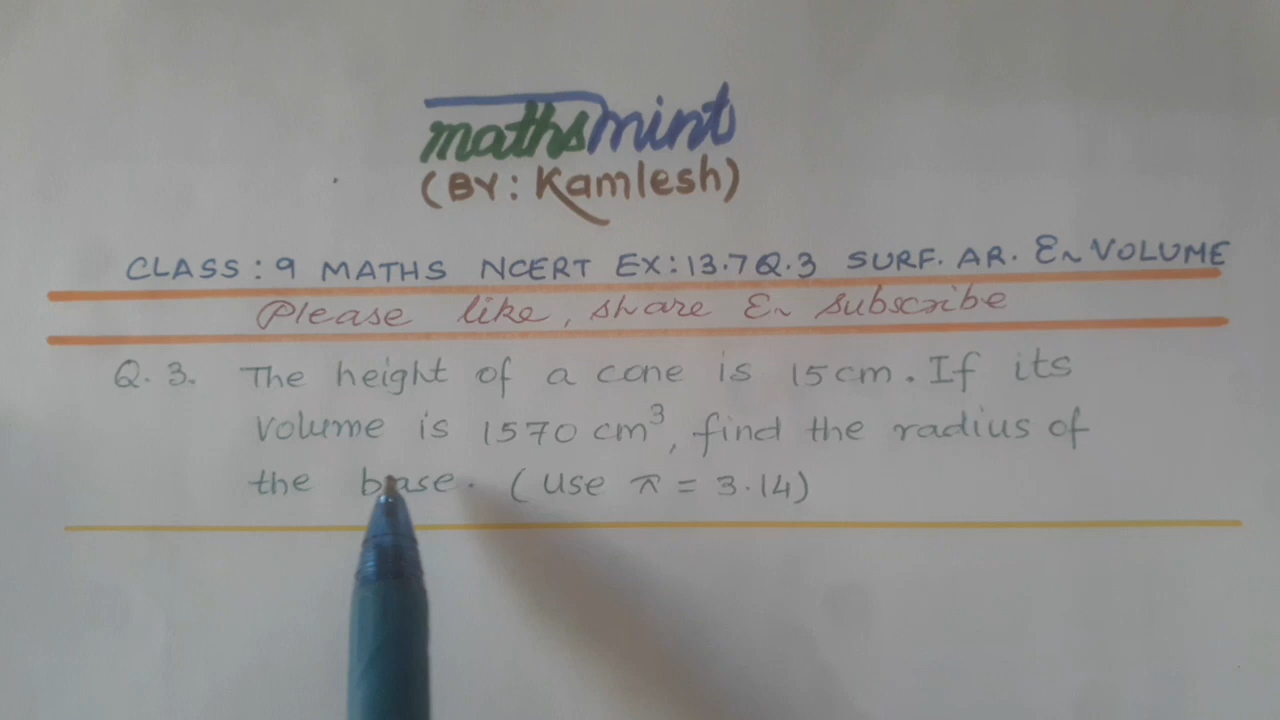 mathsmint
(BY: Kamlesh)
CLASS: 9 MATHS NCERT EX: 13.7 Q.3 SURF. AR. & VOLUME
Please like, share & subscribe
Q. 3. The height of a cone is 15cm. If its
volume is 1570 cm³, find the radius of
the base. (Use π = 3.14)